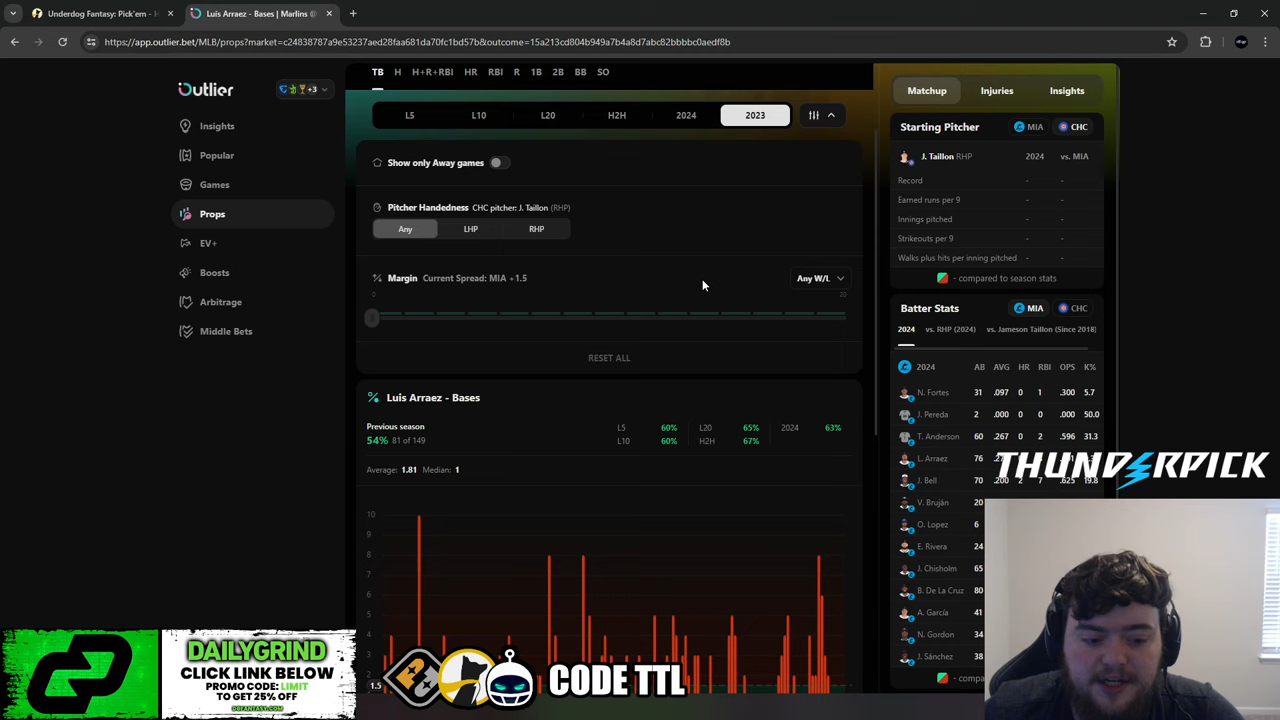 Underdog Fantasy: Pick'em - H
Luis Arraez - Bases | Marlins @
https://app.outlier.bet/MLB/props?market=c24838787a9e53237aed28faa681da70fc1bd57b&outcome=15a213cd804b949a7b4a8d7abc82bbbbc0aedf8b
Outlier
+3
Insights
Popular
Games
Props
EV+
Boosts
Arbitrage
Middle Bets
TB H H+R+RBI HR RBI R 1B 2B BB SO
L5 L10 L20 H2H 2024 2023
Show only Away games
Pitcher Handedness CHC pitcher: J. Taillon (RHP)
Any LHP RHP
Margin Current Spread: MIA +1.5 Any W/L
0 20
RESET ALL
Luis Arraez - Bases
Previous season
54% 81 of 149
L5 60% L20 65% 2024 63%
L10 60% H2H 67%
Average: 1.81 Median: 1
10
9
8
7
6
5
4
3
2
1.5
Matchup Injuries Insights
Starting Pitcher MIA CHC
J. Taillon RHP 2024 vs. MIA
Record - -
Earned runs per 9 - -
Innings pitched - -
Strikeouts per 9 - -
Walks plus hits per inning pitched - -
- compared to season stats
Batter Stats MIA CHC
2024 vs. RHP (2024) vs. Jameson Taillon (Since 2018)
2024 AB AVG HR RBI OPS K%
N. Fortes 31 .097 0 1 .300 5.7
J. Pereda 2 .000 0 0 .000 50.0
T. Anderson 60 .267 0 2 .596 31.3
L. Arraez 76
J. Bell 70 .200 2 7 .625 19.8
V. Bruján 20
O. Lopez 6
E. Rivera 24
J. Chisholm 65
B. De La Cruz 80
A. García 41
N. Gordon 34
J. Sánchez 38
- compa
THUNDERPICK
DAILYGRIND
CLICK LINK BELOW
PROMO CODE: LIMIT
TO GET 25% OFF
DGFANTASY.COM
CODE TTL